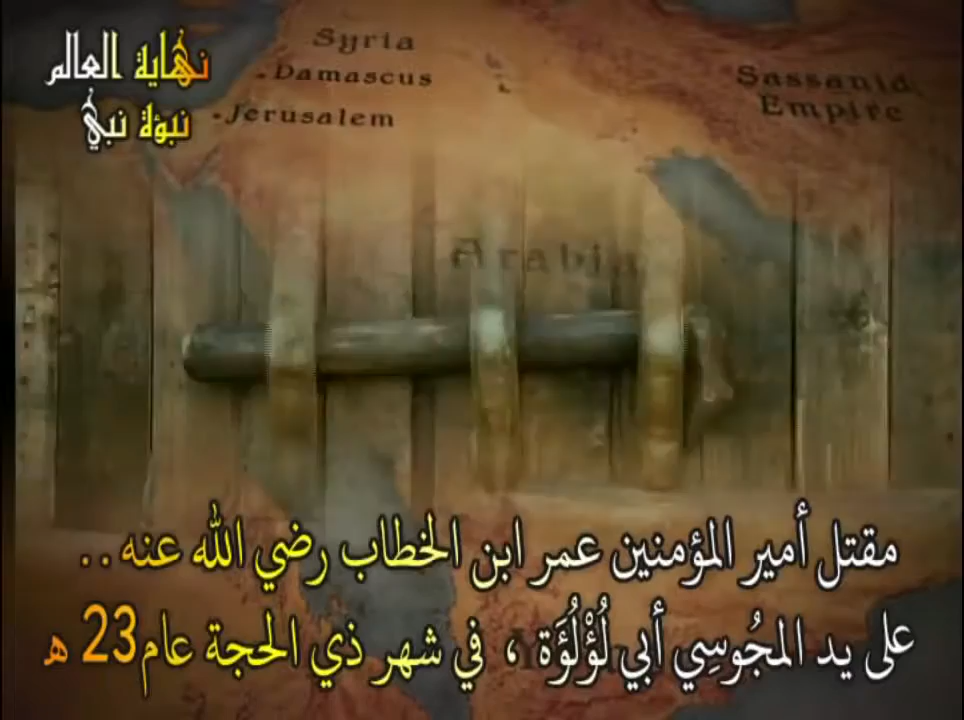 نهاية العالم
نبوءة نبي
Syria
Damascus
Jerusalem
Sassanid
Empire
Arabia
مقتل أمير المؤمنين عمر ابن الخطاب رضي الله عنه ..
على يد المجُوسِي أبي لُؤْلُؤَة ، في شهر ذي الحجة عام 23 هـ